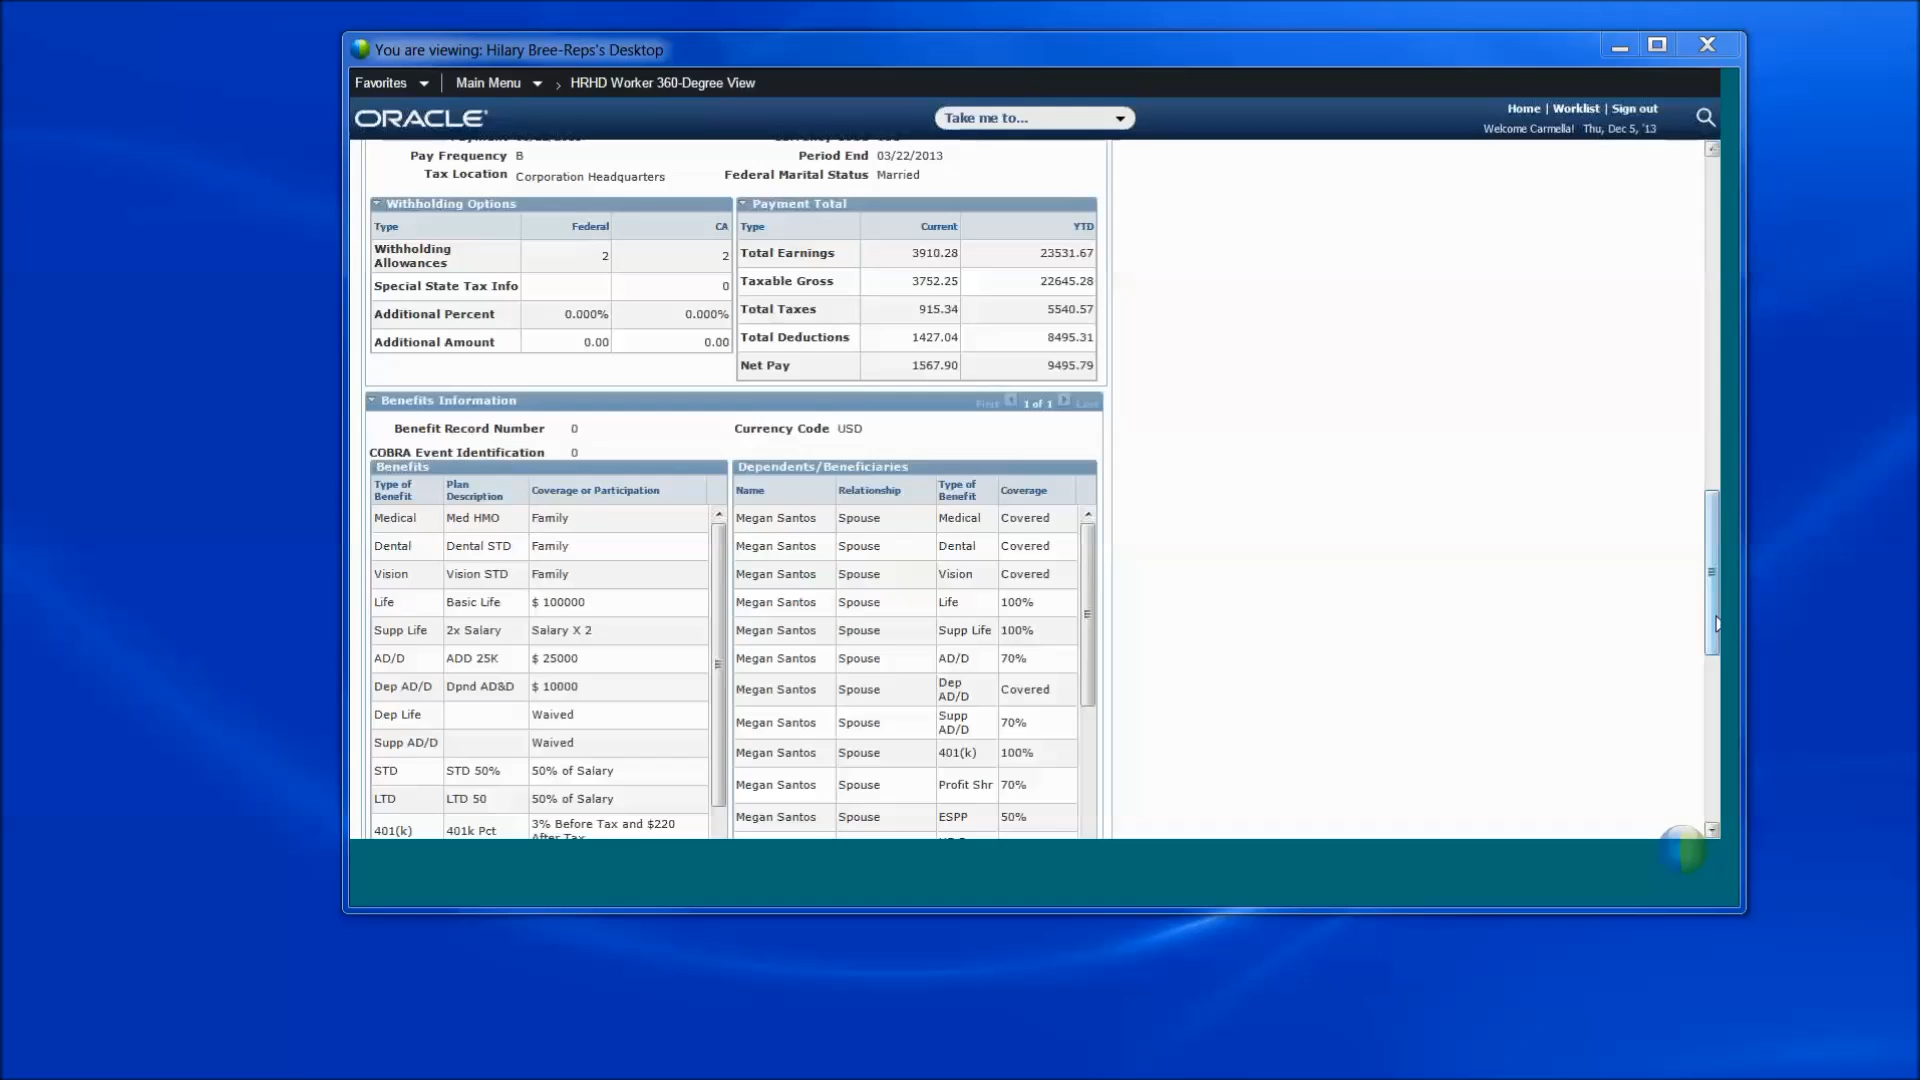 You are viewing: Hilary Bree-Reps's Desktop
Favorites Main Menu HRHD Worker 360-Degree View
ORACLE
Take me to...
Home | Worklist | Sign out
Welcome Carmella! Thu, Dec 5, '13
Pay Frequency B Period End 03/22/2013
Tax Location Corporation Headquarters Federal Marital Status Married
Withholding Options
Type Federal CA
Withholding Allowances 2 2
Special State Tax Info 0
Additional Percent 0.000% 0.000%
Additional Amount 0.00 0.00
Payment Total
Type Current YTD
Total Earnings 3910.28 23531.67
Taxable Gross 3752.25 22645.28
Total Taxes 915.34 5540.57
Total Deductions 1427.04 8495.31
Net Pay 1567.90 9495.79
Benefits Information First 1 of 1 Last
Benefit Record Number 0 Currency Code USD
COBRA Event Identification 0
Benefits
Type of Benefit Plan Description Coverage or Participation
Medical Med HMO Family
Dental Dental STD Family
Vision Vision STD Family
Life Basic Life $ 100000
Supp Life 2x Salary Salary X 2
AD/D ADD 25K $ 25000
Dep AD/D Dpnd AD&D $ 10000
Dep Life Waived
Supp AD/D Waived
STD STD 50% 50% of Salary
LTD LTD 50 50% of Salary
401(k) 401k Pct 3% Before Tax and $220 After Tax
Dependents/Beneficiaries
Name Relationship Type of Benefit Coverage
Megan Santos Spouse Medical Covered
Megan Santos Spouse Dental Covered
Megan Santos Spouse Vision Covered
Megan Santos Spouse Life 100%
Megan Santos Spouse Supp Life 100%
Megan Santos Spouse AD/D 70%
Megan Santos Spouse Dep AD/D Covered
Megan Santos Spouse Supp AD/D 70%
Megan Santos Spouse 401(k) 100%
Megan Santos Spouse Profit Shr 70%
Megan Santos Spouse ESPP 50%